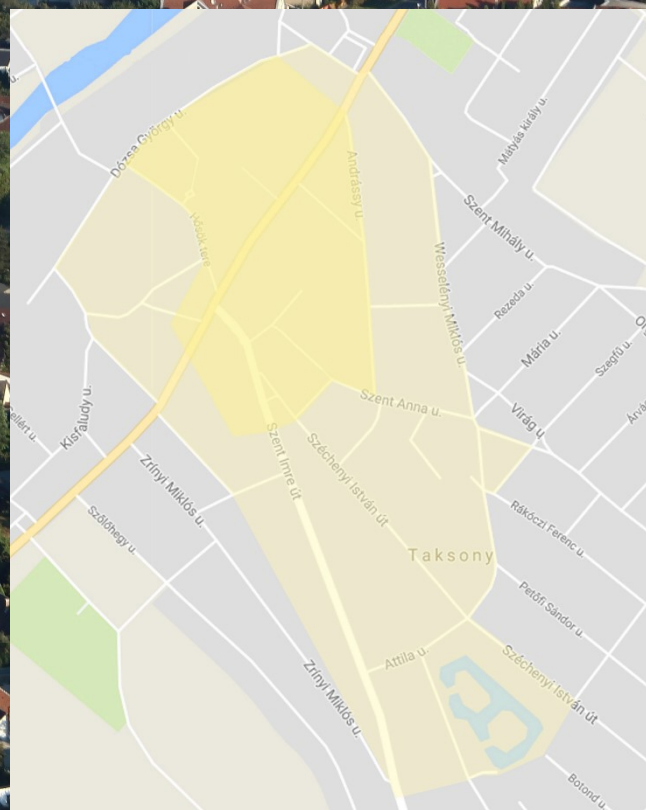 u.
Dózsa György u.
Andrássy u.
Mátyás király u.
Szent Mihály u.
Wesselényi Miklós u.
Rezeda u.
Mária u.
Szegfű u.
Virág u
Szent Anna u.
Kisfaludy u.
Zrínyi Miklós u.
Szent Imre út
Széchenyi István út
Szőlőhegy u.
Rákóczi Ferenc u.
Taksony
Petőfi Sándor u.
Attila u.
Széchenyi István út
Zrínyi Miklós u.
Botond u.